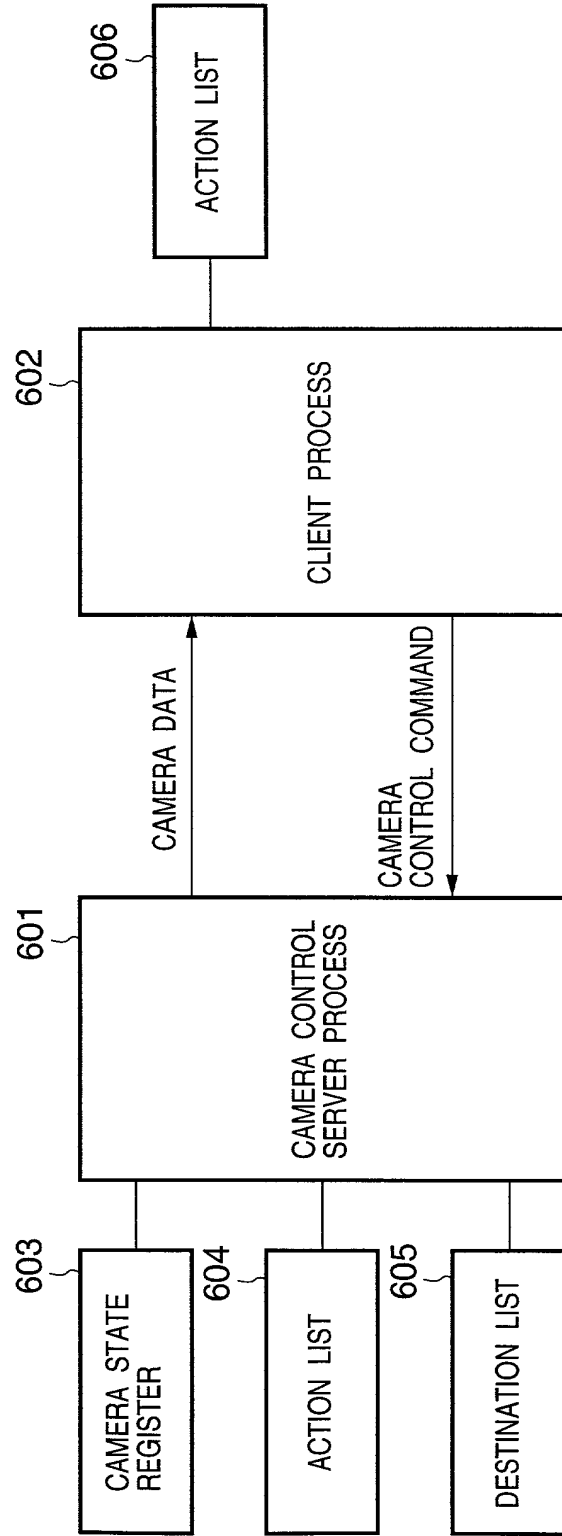 603
CAMERA STATE
REGISTER
604
ACTION LIST
605
DESTINATION LIST
601
CAMERA CONTROL
SERVER PROCESS
CAMERA DATA
CAMERA
CONTROL COMMAND
602
CLIENT PROCESS
606
ACTION LIST